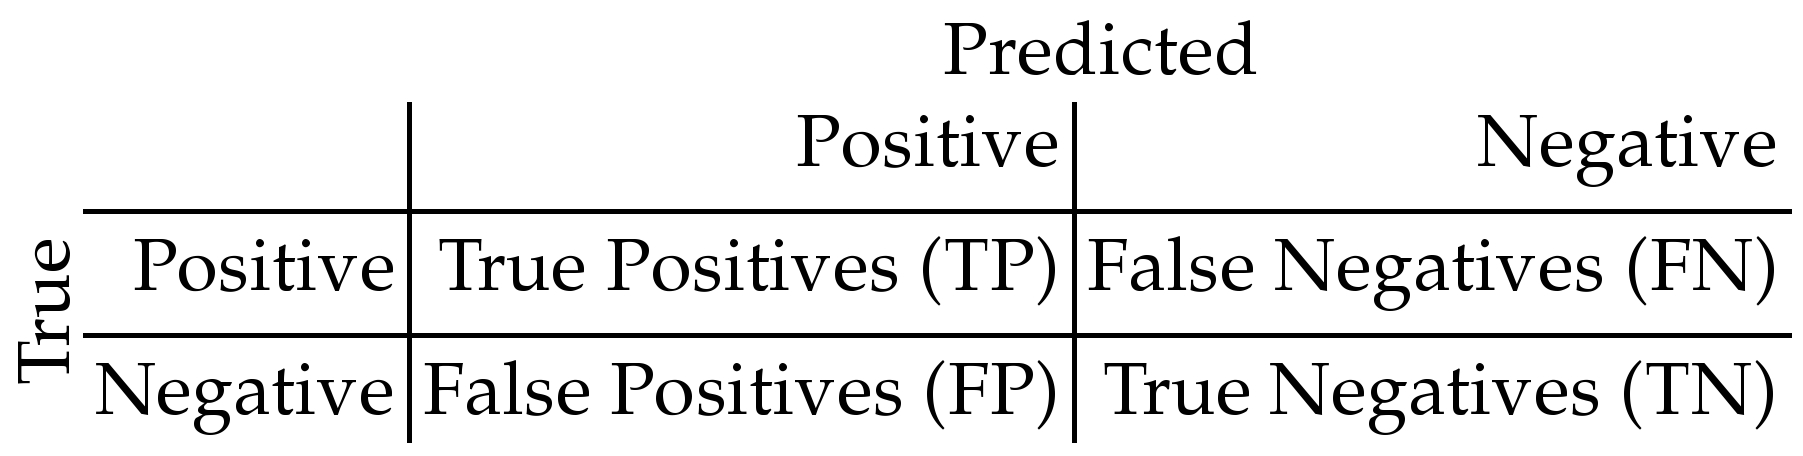 Predicted
Positive Negative
True
Positive True Positives (TP) False Negatives (FN)
Negative False Positives (FP) True Negatives (TN)